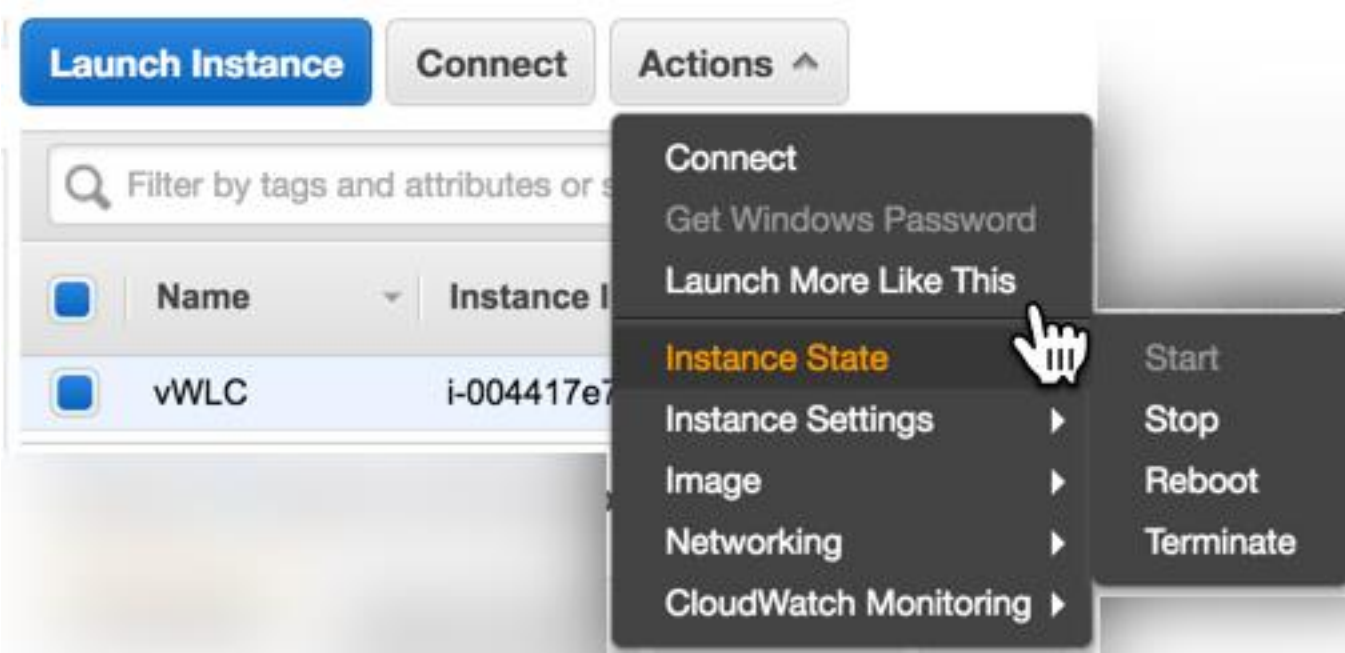 Launch Instance Connect Actions
Filter by tags and attributes or
Name Instance
vWLC i-004417e7
Connect
Get Windows Password
Launch More Like This
Instance State
Instance Settings
Image
Networking
CloudWatch Monitoring
Start
Stop
Reboot
Terminate